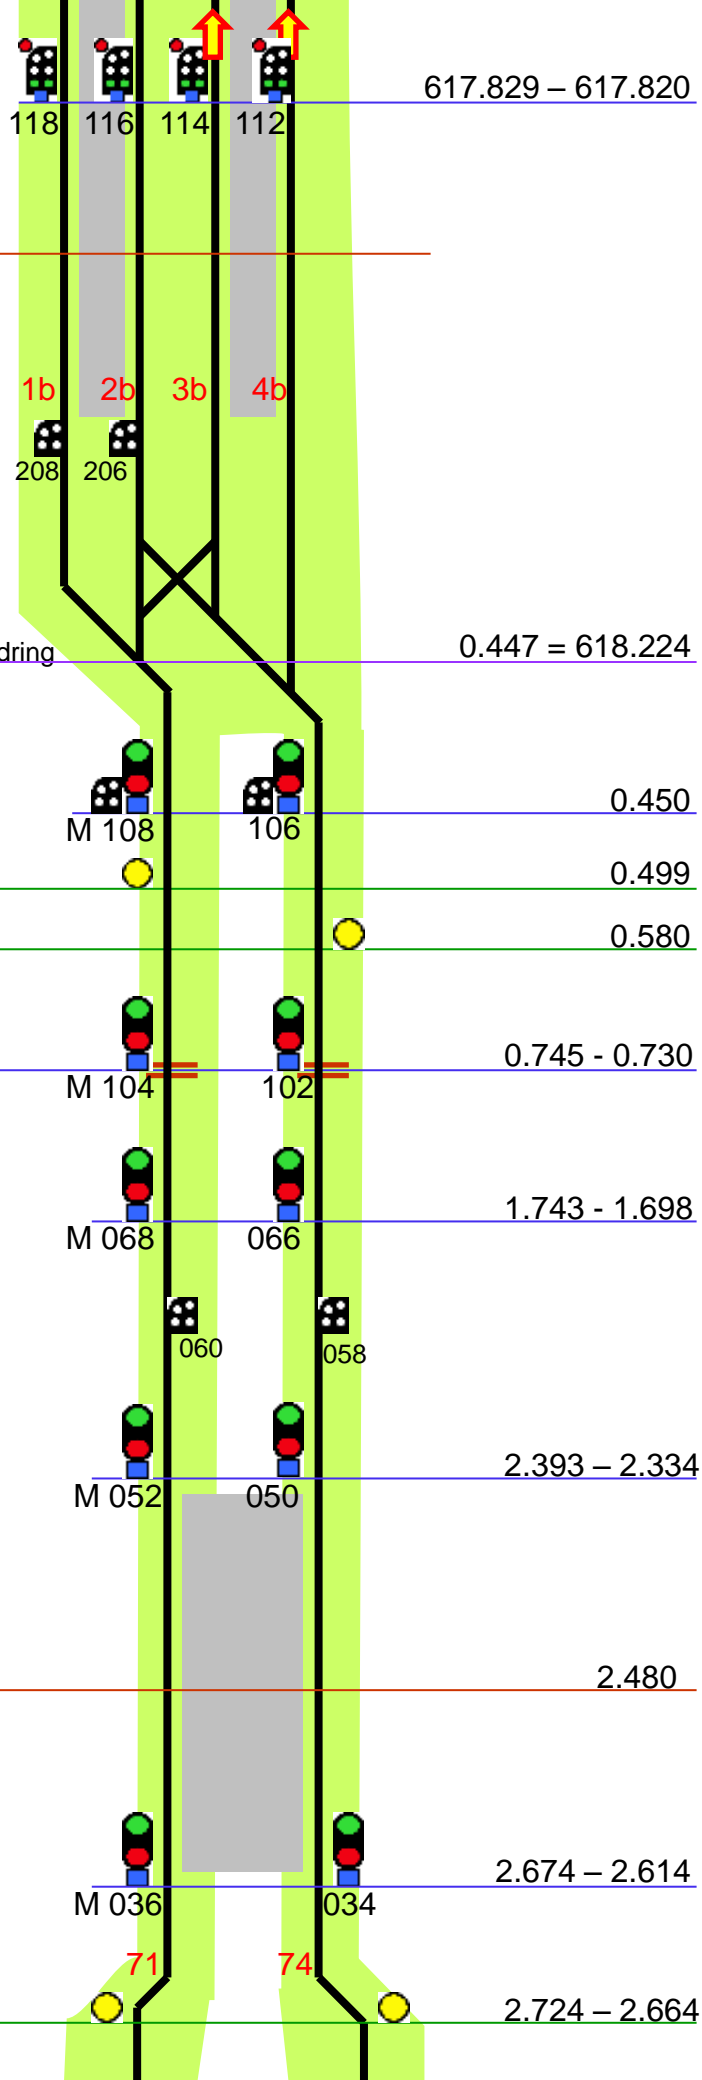 617.829 – 617.820
118 116 114 112
1b 2b 3b 4b
208 206
dring 0.447 = 618.224
0.450
M 108 106
0.499
0.580
0.745 - 0.730
M 104 102
1.743 - 1.698
M 068 066
060 058
2.393 – 2.334
M 052 050
2.480
2.674 – 2.614
M 036 034
71 74
2.724 – 2.664